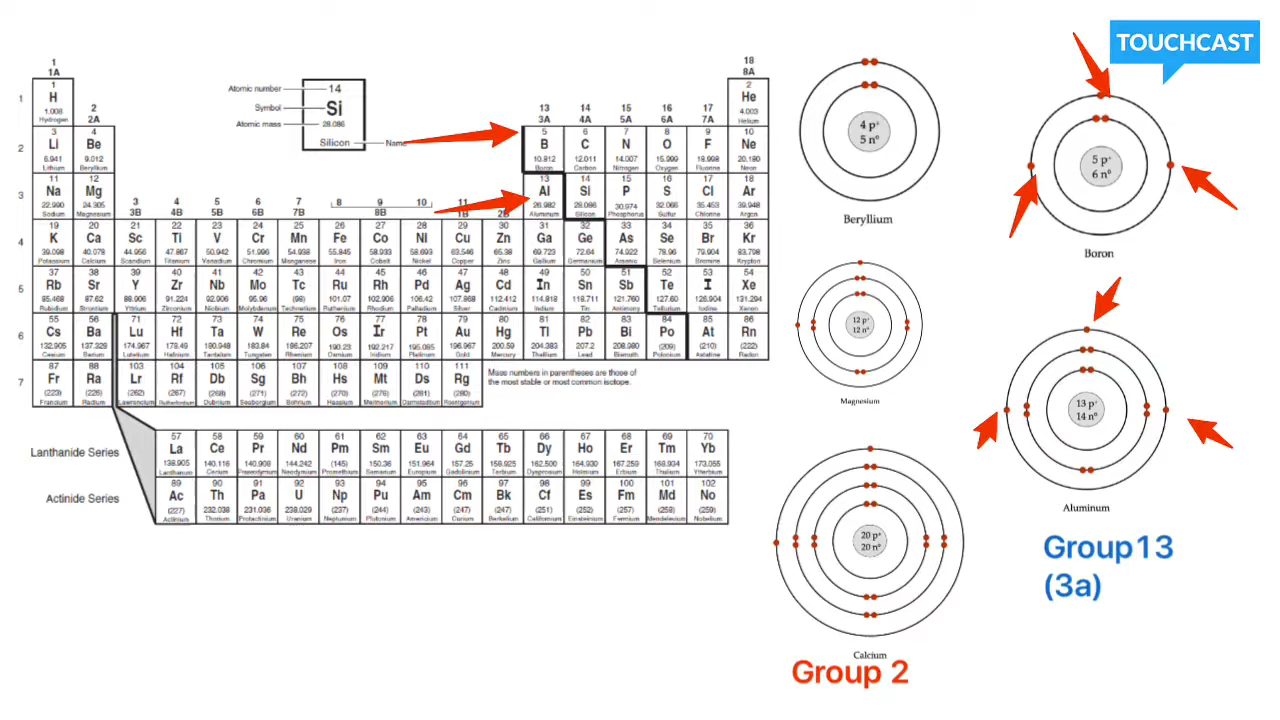 TOUCHCAST
1
1A
18
8A
Atomic number
14
Symbol
Si
Atomic mass
28.086
Silicon
Name
2
2A
13 14 15 16 17
3A 4A 5A 6A 7A
1 2
1 H He
1.008 4.003
Hydrogen Helium
3 4 5 6 7 8 9 10
2 Li Be B C N O F Ne
6.941 9.012 10.812 12.011 14.007 15.999 18.998 20.180
Lithium Beryllium Boron Carbon Nitrogen Oxygen Fluorine Neon
11 12 13 14 15 16 17 18
3 Na Mg Al Si P S Cl Ar
22.990 24.305 26.982 28.086 30.974 32.066 35.453 39.948
Sodium Magnesium Aluminum Silicon Phosphorus Sulfur Chlorine Argon
3 4 5 6 7 8 9 10 11
3B 4B 5B 6B 7B 8B 1B 2B
19 20 21 22 23 24 25 26 27 28 29 30 31 32 33 34 35 36
4 K Ca Sc Ti V Cr Mn Fe Co Ni Cu Zn Ga Ge As Se Br Kr
39.098 40.078 44.956 47.867 50.942 51.996 54.938 55.845 58.933 58.693 63.546 65.38 69.723 72.64 74.922 78.96 79.904 83.798
Potassium Calcium Scandium Titanium Vanadium Chromium Manganese Iron Cobalt Nickel Copper Zinc Gallium Germanium Arsenic Selenium Bromine Krypton
37 38 39 40 41 42 43 44 45 46 47 48 49 50 51 52 53 54
5 Rb Sr Y Zr Nb Mo Tc Ru Rh Pd Ag Cd In Sn Sb Te I Xe
85.468 87.62 88.906 91.224 92.906 95.96 (98) 101.07 102.906 106.42 107.868 112.412 114.818 118.711 121.760 127.60 126.904 131.294
Rubidium Strontium Yttrium Zirconium Niobium Molybdenum Technetium Ruthenium Rhodium Palladium Silver Cadmium Indium Tin Antimony Tellurium Iodine Xenon
55 56 71 72 73 74 75 76 77 78 79 80 81 82 83 84 85 86
6 Cs Ba Lu Hf Ta W Re Os Ir Pt Au Hg Tl Pb Bi Po At Rn
132.905 137.328 174.967 178.49 180.948 183.84 186.207 190.23 192.217 195.085 196.967 200.59 204.383 207.2 208.980 (209) (210) (222)
Cesium Barium Lutetium Hafnium Tantalum Tungsten Rhenium Osmium Iridium Platinum Gold Mercury Thallium Lead Bismuth Polonium Astatine Radon
87 88 103 104 105 106 107 108 109 110 111
7 Fr Ra Lr Rf Db Sg Bh Hs Mt Ds Rg
(223) (226) (262) (267) (268) (271) (272) (270) (276) (281) (280)
Francium Radium Lawrencium Rutherfordium Dubnium Seaborgium Bohrium Hassium Meitnerium Darmstadtium Roentgenium
Mass numbers in parentheses are those of
the most stable or most common isotope.
57 58 59 60 61 62 63 64 65 66 67 68 69 70
Lanthanide Series La Ce Pr Nd Pm Sm Eu Gd Tb Dy Ho Er Tm Yb
138.905 140.116 140.908 144.242 (145) 150.36 151.964 157.25 158.925 162.500 164.930 167.259 168.934 173.055
Lanthanum Cerium Praseodymium Neodymium Promethium Samarium Europium Gadolinium Terbium Dysprosium Holmium Erbium Thulium Ytterbium
89 90 91 92 93 94 95 96 97 98 99 100 101 102
Actinide Series Ac Th Pa U Np Pu Am Cm Bk Cf Es Fm Md No
(227) 232.038 231.036 238.029 (237) (244) (243) (247) (247) (251) (252) (257) (258) (259)
Actinium Thorium Protactinium Uranium Neptunium Plutonium Americium Curium Berkelium Californium Einsteinium Fermium Mendelevium Nobelium
4 p+
5 n°
Beryllium
12 p+
12 n°
Magnesium
20 p+
20 n°
Calcium
Group 2
5 p+
6 n°
Boron
13 p+
14 n°
Aluminum
Group13
(3a)